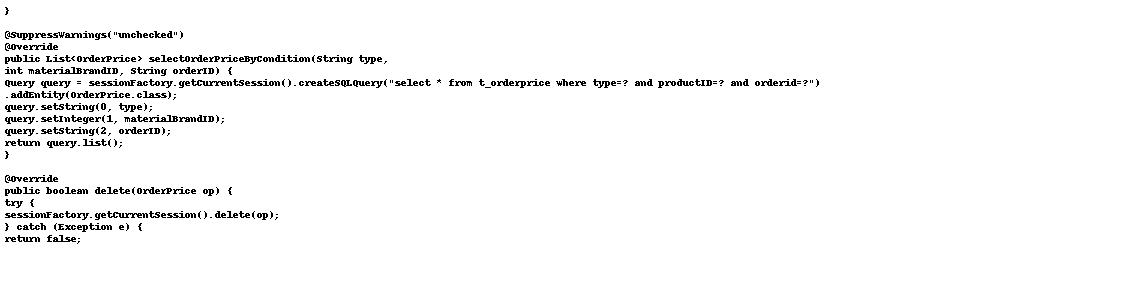 }
@SuppressWarnings("unchecked")
@Override
public List<OrderPrice> selectOrderPriceByCondition(String type,
int materialBrandID, String orderID) {
Query query = sessionFactory.getCurrentSession().createSQLQuery("select * from t_orderprice where type=? and productID=? and orderid=?")
.addEntity(OrderPrice.class);
query.setString(0, type);
query.setInteger(1, materialBrandID);
query.setString(2, orderID);
return query.list();
}
@Override
public boolean delete(OrderPrice op) {
try {
sessionFactory.getCurrentSession().delete(op);
} catch (Exception e) {
return false;